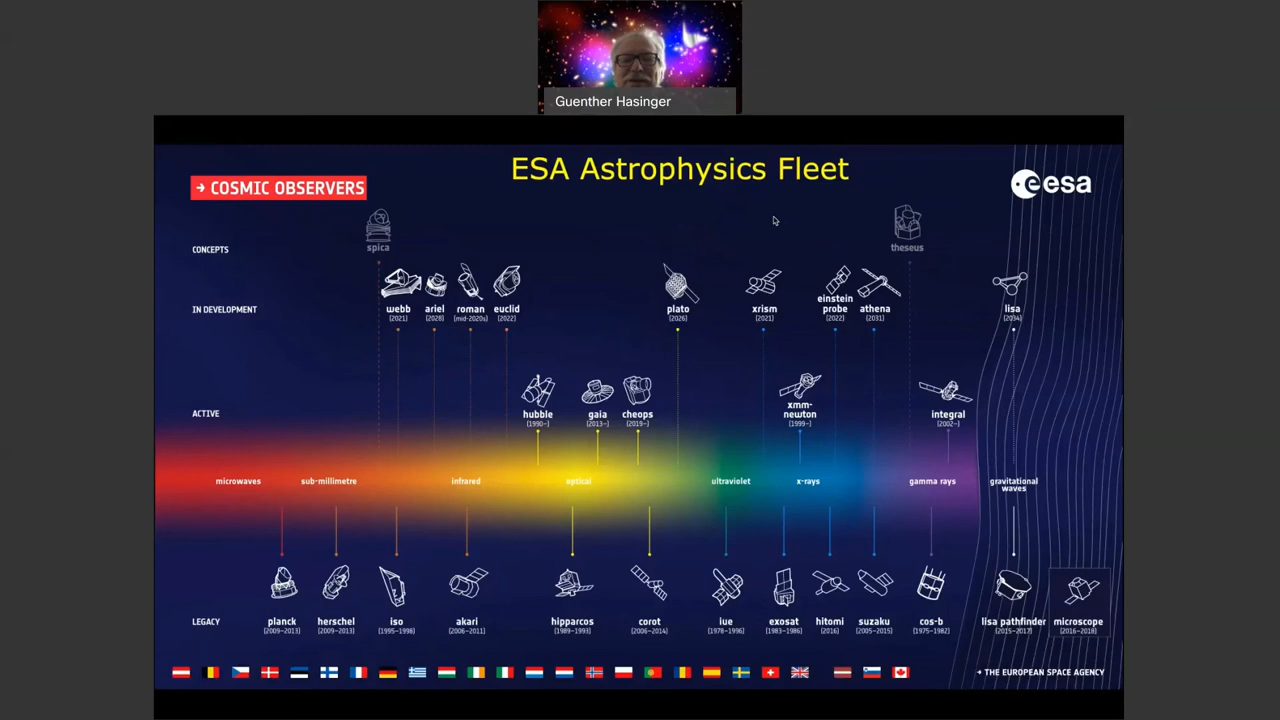 Guenther Hasinger
ESA Astrophysics Fleet
→ COSMIC OBSERVERS
esa
spica
theseus
CONCEPTS
IN DEVELOPMENT
webb
(2021)
ariel
(2028)
roman
(mid-2020s)
euclid
(2022)
plato
(2026)
xrism
(2021)
einstein
probe
(2022)
athena
(2031)
lisa
(2034)
ACTIVE
hubble
(1990-)
gaia
(2013-)
cheops
(2019-)
xmm-
newton
(1999-)
integral
(2002-)
microwaves
sub-millimetre
infrared
optical
ultraviolet
x-rays
gamma rays
gravitational
waves
LEGACY
planck
(2009-2013)
herschel
(2009-2013)
iso
(1995-1998)
akari
(2006-2011)
hipparcos
(1989-1993)
corot
(2006-2014)
iue
(1978-1996)
exosat
(1983-1986)
hitomi
(2016)
suzaku
(2005-2015)
cos-b
(1975-1982)
lisa pathfinder
(2015-2017)
microscope
(2016-2018)
→ THE EUROPEAN SPACE AGENCY